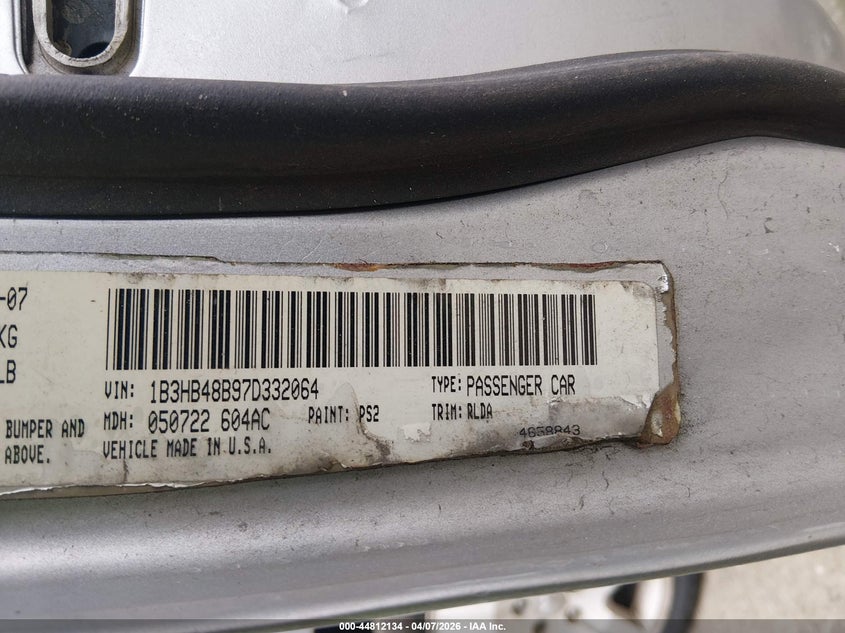 -07
KG
LB
VIN: 1B3HB48B97D332064
TYPE: PASSENGER CAR
BUMPER AND
MDH: 050722 604AC
PAINT: PS2
TRIM: RLDA
ABOVE.
VEHICLE MADE IN U.S.A.
4658843
000-44812134 - 04/07/2026 - IAA Inc.